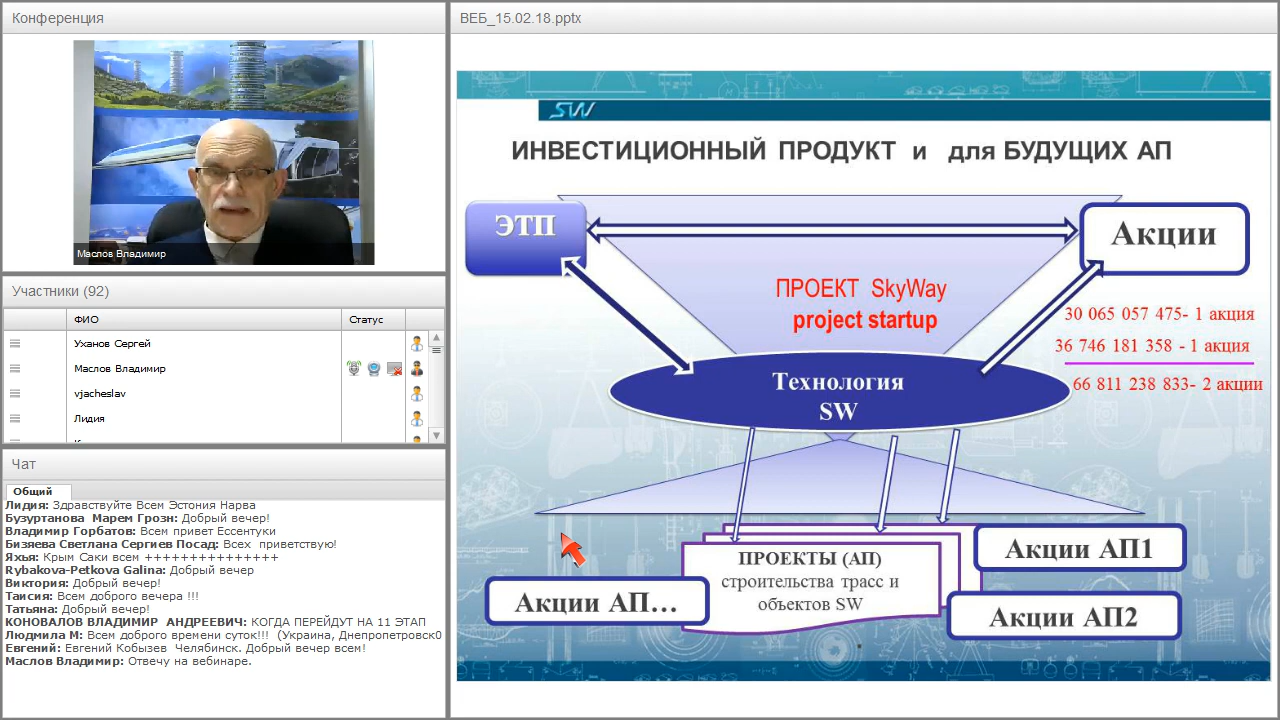 Конференция
Маслов Владимир
Участники (92)
ФИО
Статус
Уханов Сергей
Маслов Владимир
vjacheslav
Лидия
Чат
Общий
Лидия: Здравствуйте Всем Эстония Нарва
Бузуртанова Марем Грозн: Добрый вечер!
Владимир Горбатов: Всем привет Ессентуки
Бизяева Светлана Сергиев Посад: Всех приветствую!
Яхья: Крым Саки всем +++++++++++++++
Rybakova-Petkova Galina: Добрый вечер
Виктория: Добрый вечер!
Таисия: Всем доброго вечера !!!
Татьяна: Добрый вечер!
КОНОВАЛОВ ВЛАДИМИР АНДРЕЕВИЧ: КОГДА ПЕРЕЙДУТ НА 11 ЭТАП
Людмила М: Всем доброго времени суток!!! (Украина, Днепропетровск0
Евгений: Евгений Кобызев Челябинск. Добрый вечер всем!
Маслов Владимир: Отвечу на вебинаре.
ВЕБ_15.02.18.pptx
SW
ИНВЕСТИЦИОННЫЙ ПРОДУКТ и для БУДУЩИХ АП
ЭТП
Акции
ПРОЕКТ SkyWay
project startup
30 065 057 475- 1 акция
36 746 181 358 - 1 акция
66 811 238 833- 2 акции
Технология
SW
ПРОЕКТЫ (АП)
строительства трасс и
объектов SW
Акции АП1
Акции АП...
Акции АП2